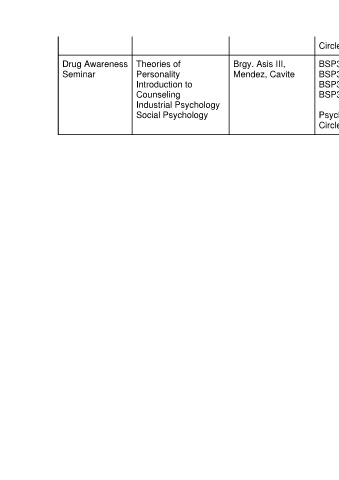 Circle
Drug Awareness
Seminar
Theories of
Personality
Introduction to
Counseling
Industrial Psychology
Social Psychology
Brgy. Asis III,
Mendez, Cavite
BSP3
BSP3
BSP3
BSP3
Psych
Circle